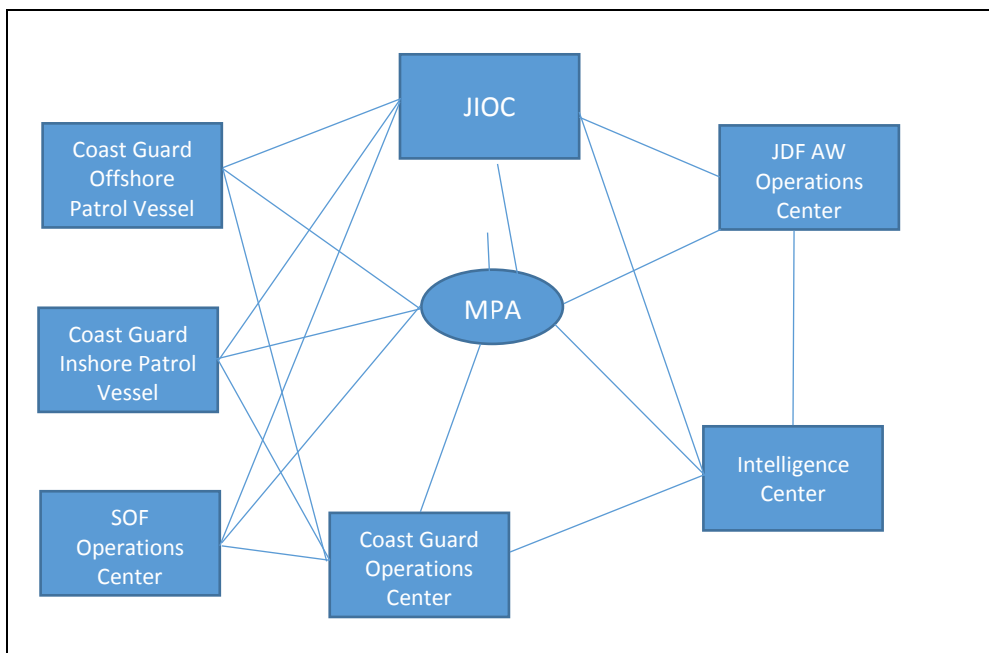 JIOC
Coast Guard
Offshore
Patrol Vessel
JDF AW
Operations
Center
MPA
Coast Guard
Inshore Patrol
Vessel
Intelligence
Center
SOF
Operations
Center
Coast Guard
Operations
Center